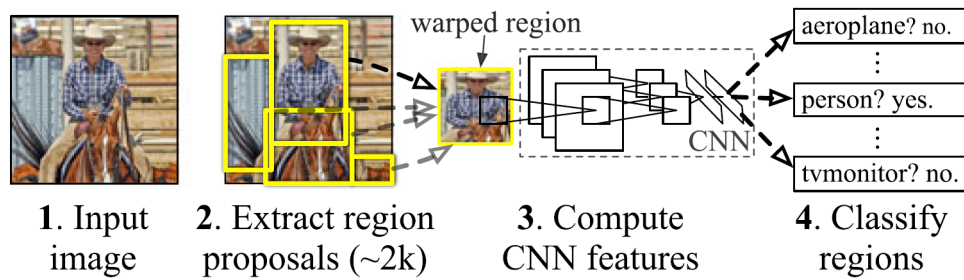 warped region
aeroplane? no.
person? yes.
CNN
tvmonitor? no.
1. Input
image
2. Extract region
proposals (~2k)
3. Compute
CNN features
4. Classify
regions